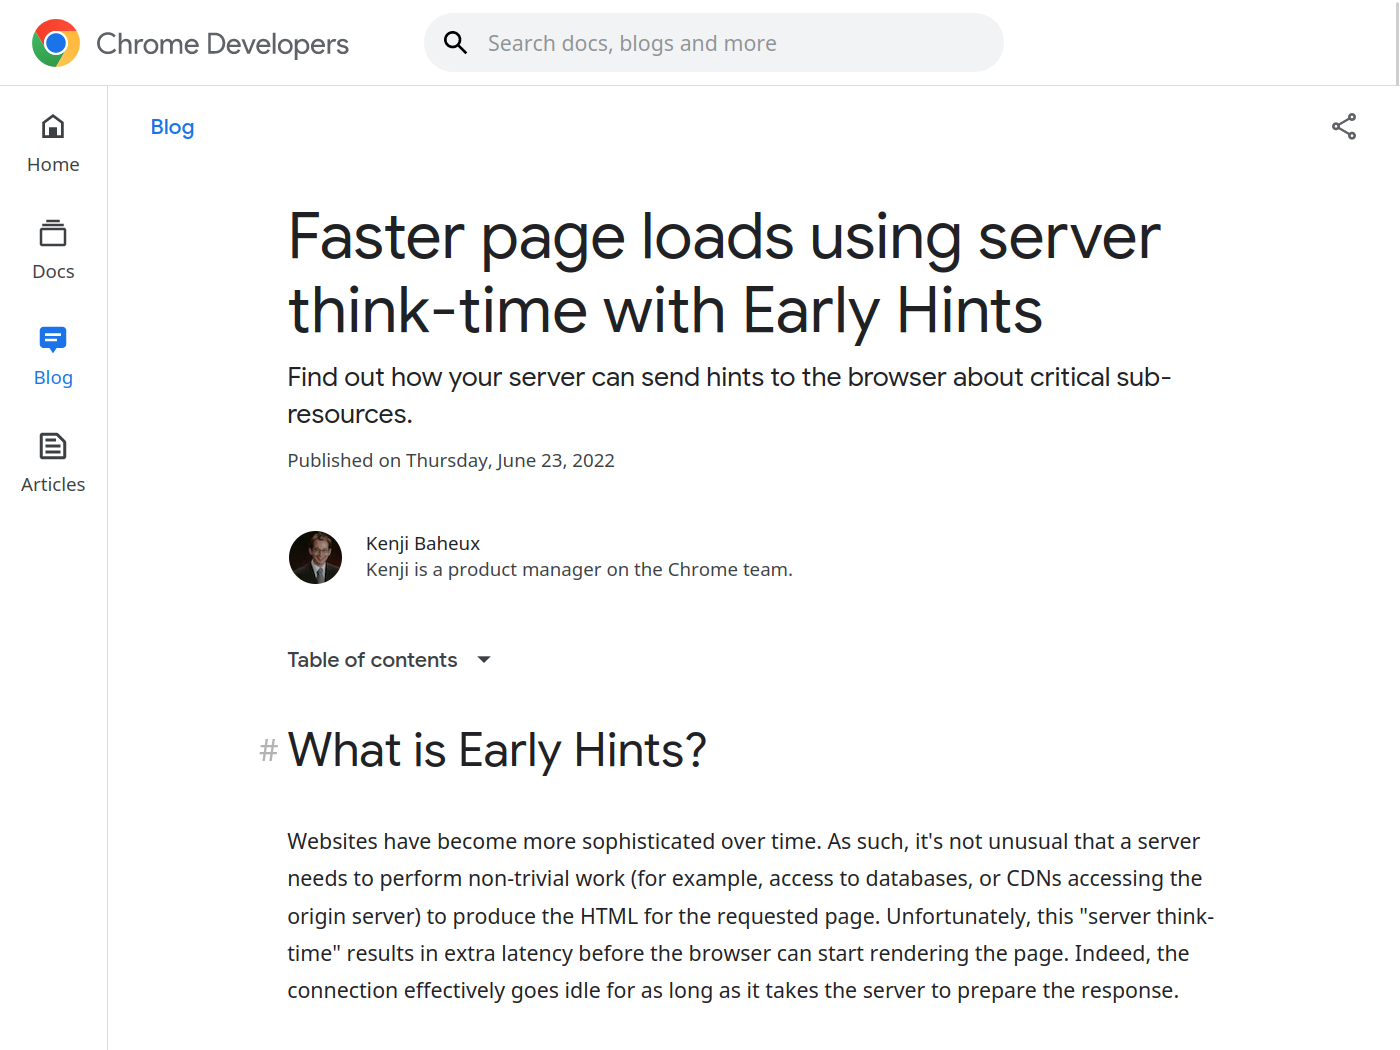 Chrome Developers
Search docs, blogs and more
Home
Docs
Blog
Articles
Blog
Faster page loads using server
think-time with Early Hints
Find out how your server can send hints to the browser about critical sub-
resources.
Published on Thursday, June 23, 2022
Kenji Baheux
Kenji is a product manager on the Chrome team.
Table of contents
# What is Early Hints?
Websites have become more sophisticated over time. As such, it's not unusual that a server
needs to perform non-trivial work (for example, access to databases, or CDNs accessing the
origin server) to produce the HTML for the requested page. Unfortunately, this "server think-
time" results in extra latency before the browser can start rendering the page. Indeed, the
connection effectively goes idle for as long as it takes the server to prepare the response.